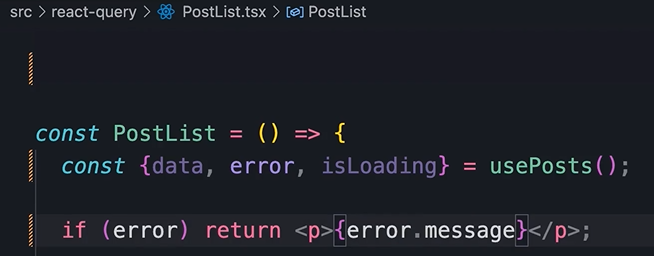 src > react-query > PostList.tsx > PostList
const PostList = () => {
const {data, error, isLoading} = usePosts();
if (error) return <p>{error.message}</p>;